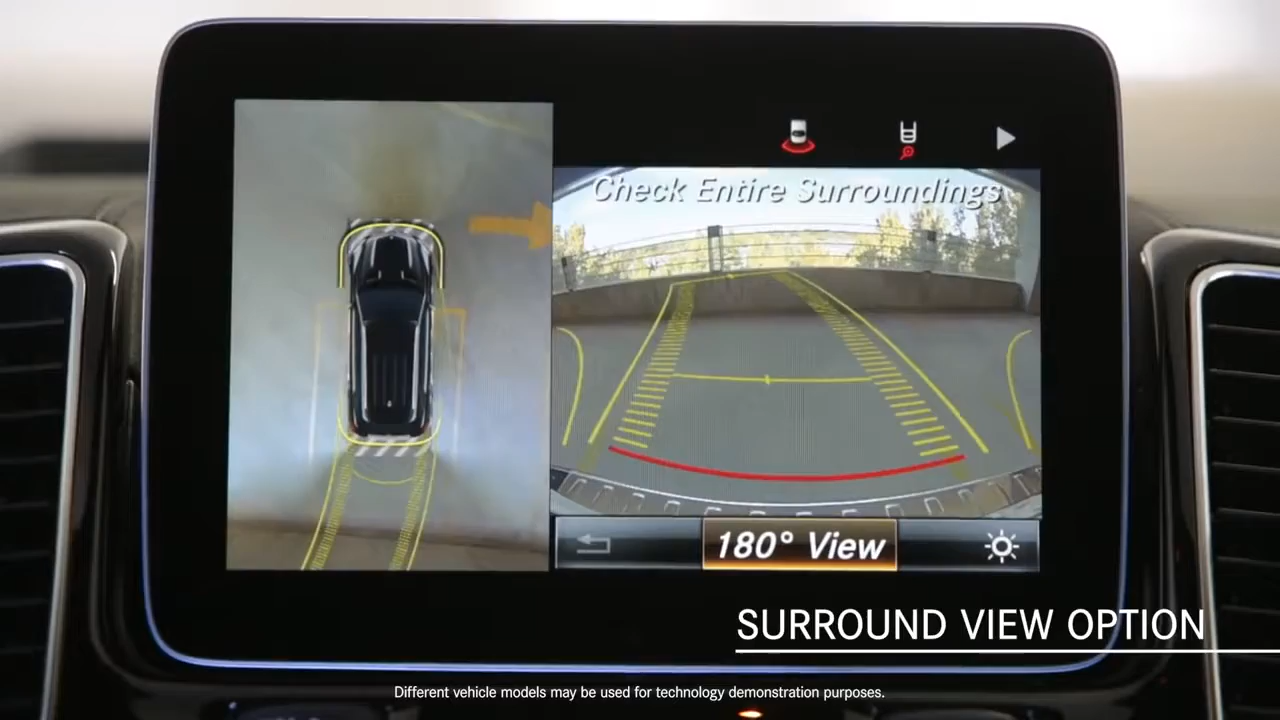 Check Entire Surroundings
180° View
SURROUND VIEW OPTION
Different vehicle models may be used for technology demonstration purposes.